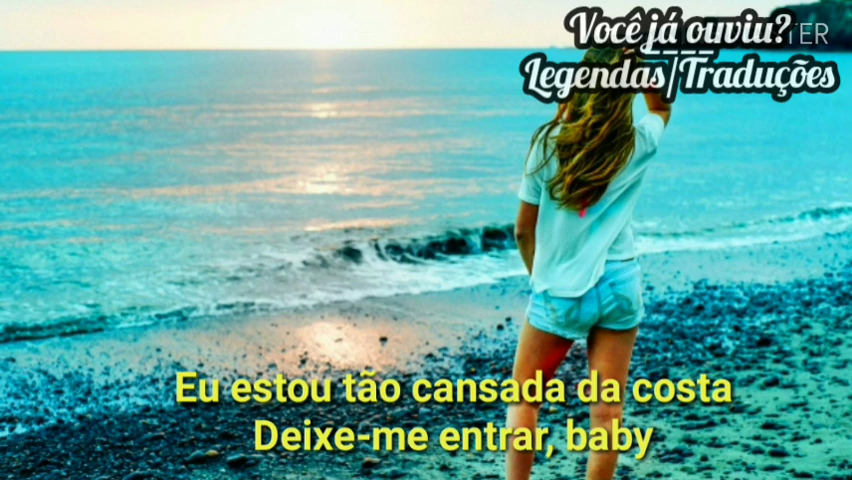 Você já ouviu?
Legendas/Traduções
Eu estou tão cansada da costa
Deixe-me entrar, baby